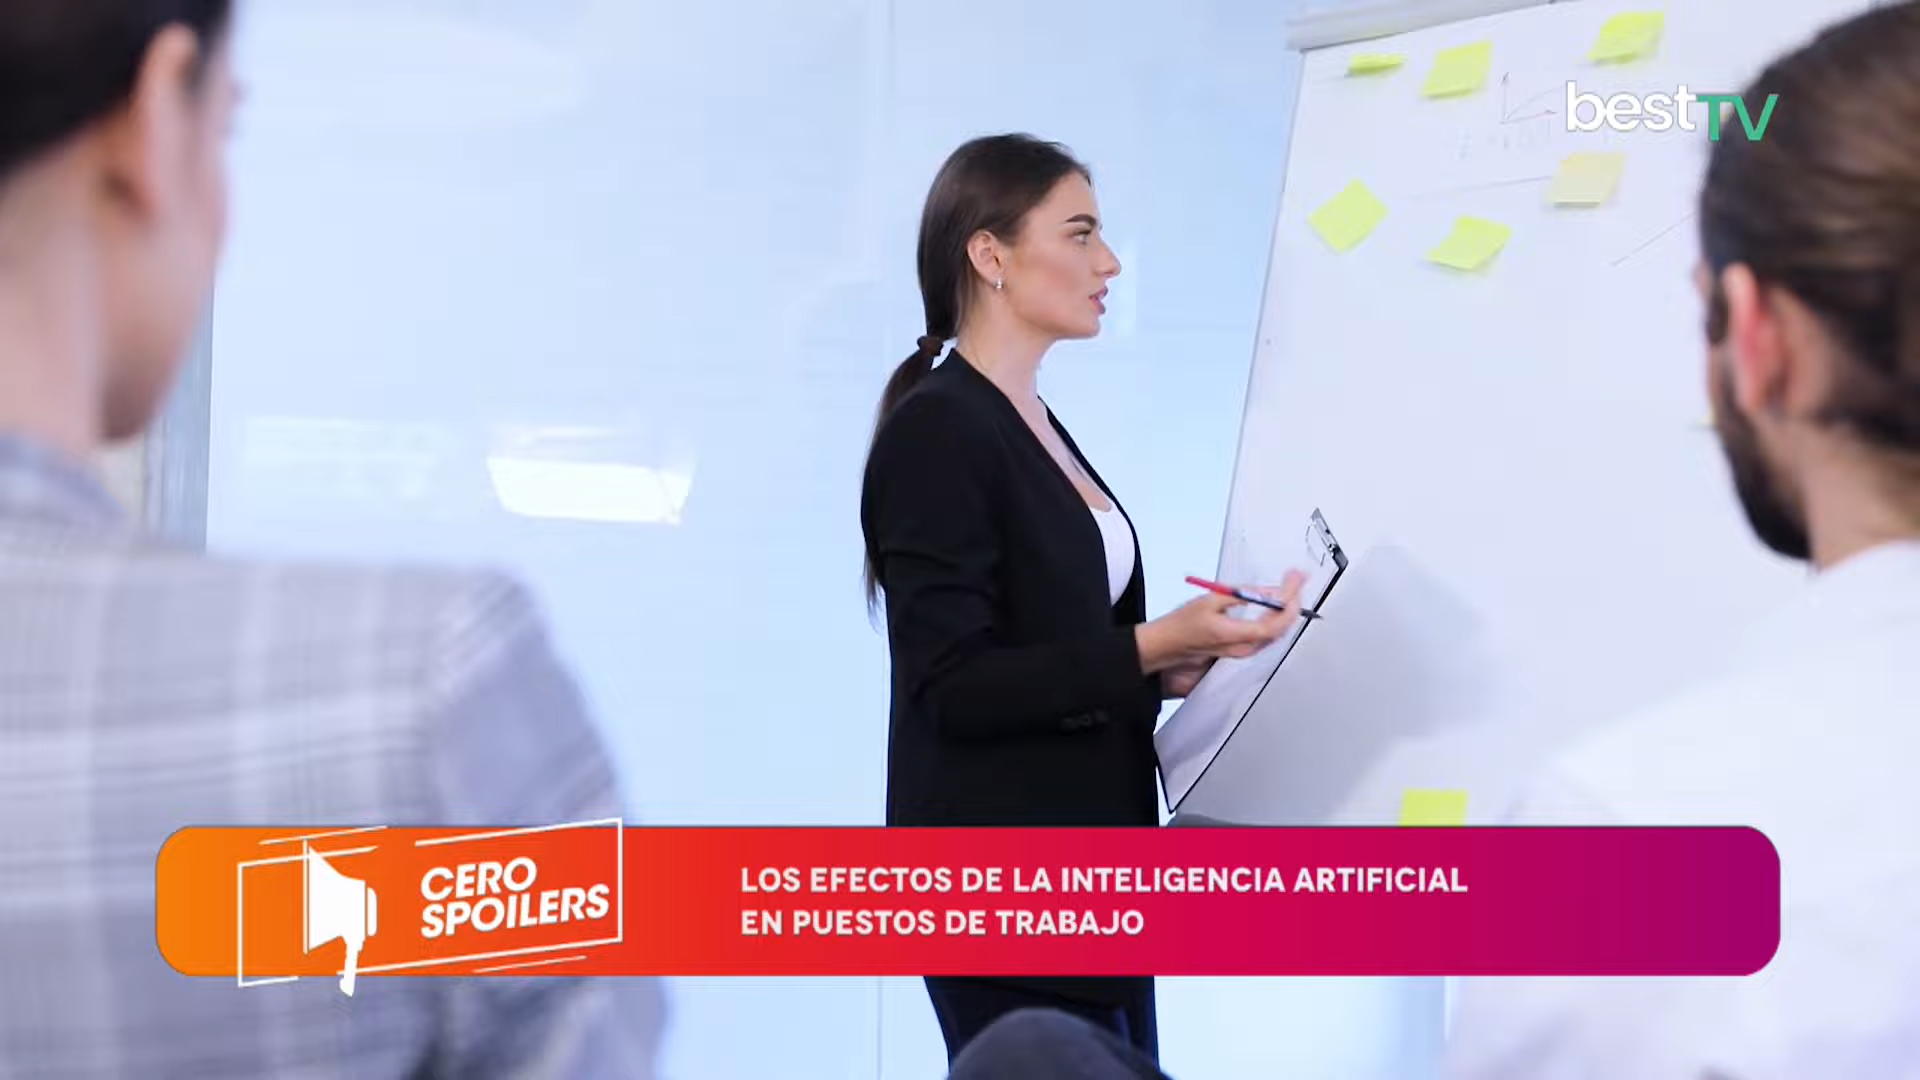 bestTV
CERO
SPOILERS
LOS EFECTOS DE LA INTELIGENCIA ARTIFICIAL
EN PUESTOS DE TRABAJO